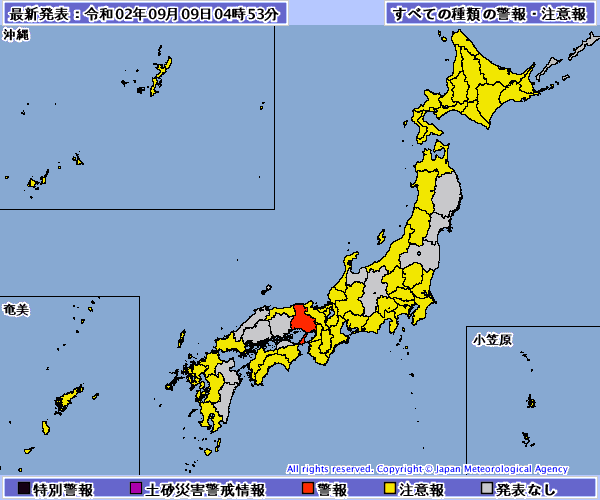 最新発表：令和02年09月09日04時53分
すべての種類の警報・注意報
沖縄
奄美
小笠原
All rights reserved. Copyright © Japan Meteorological Agency
特別警報 土砂災害警戒情報 警報 注意報 発表なし